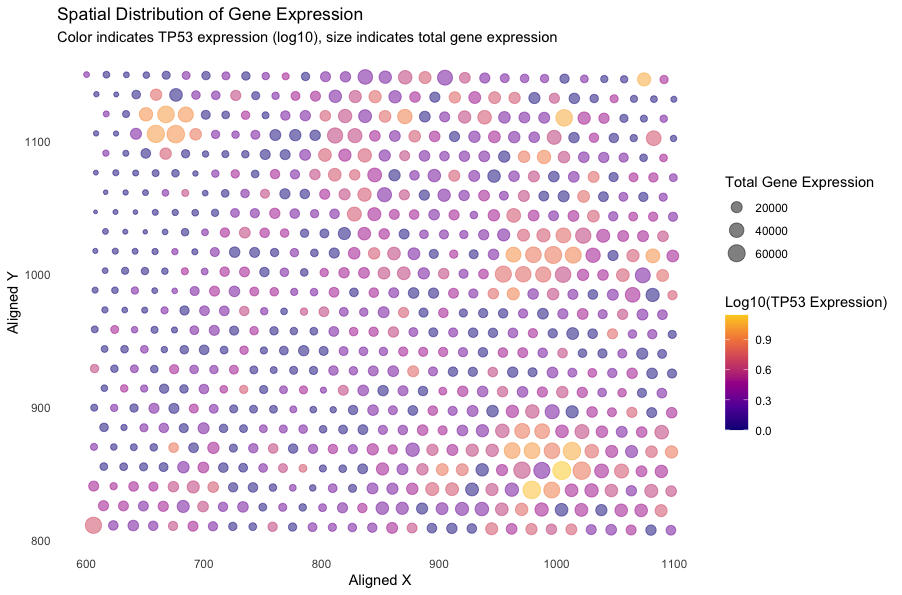 Spatial Distribution of Gene Expression
Color indicates TP53 expression (log10), size indicates total gene expression
1100
1000
900
800
Aligned Y
600
700
800
900
1000
1100
Aligned X
Total Gene Expression
20000
40000
60000
Log10(TP53 Expression)
0.9
0.6
0.3
0.0